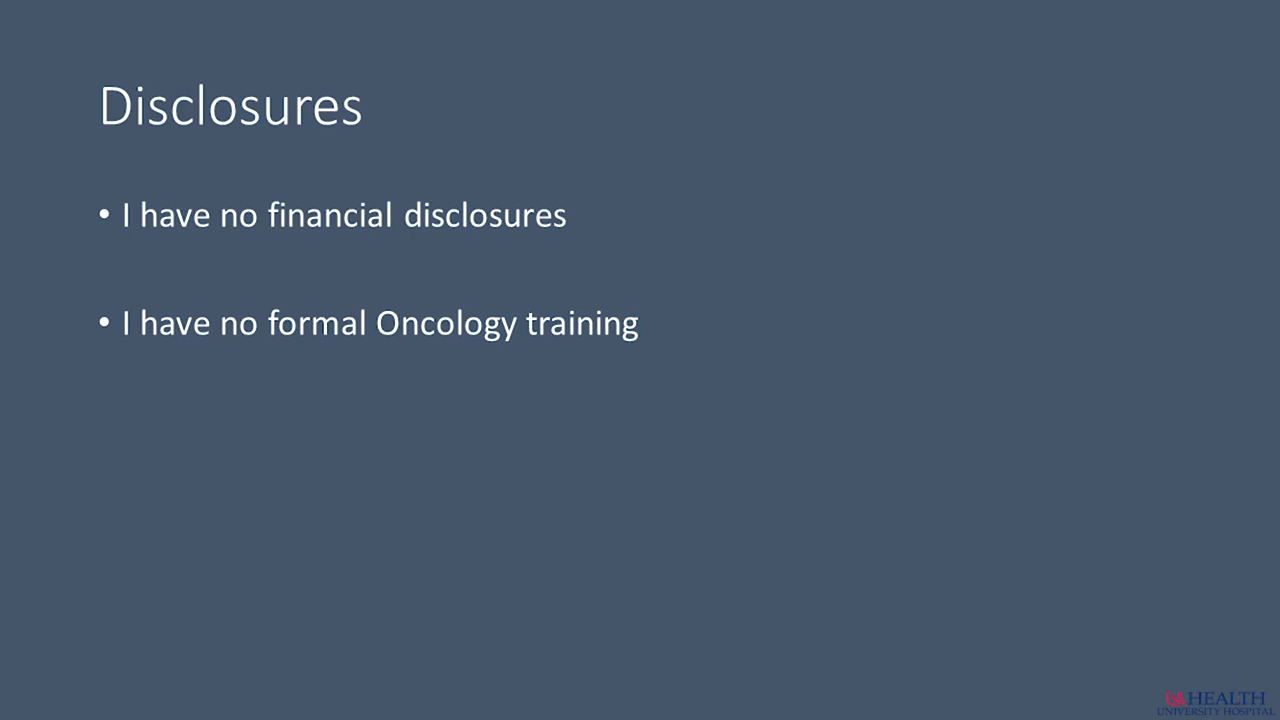 Disclosures
• I have no financial disclosures
• I have no formal Oncology training
HEALTH
UNIVERSITY HOSPITAL